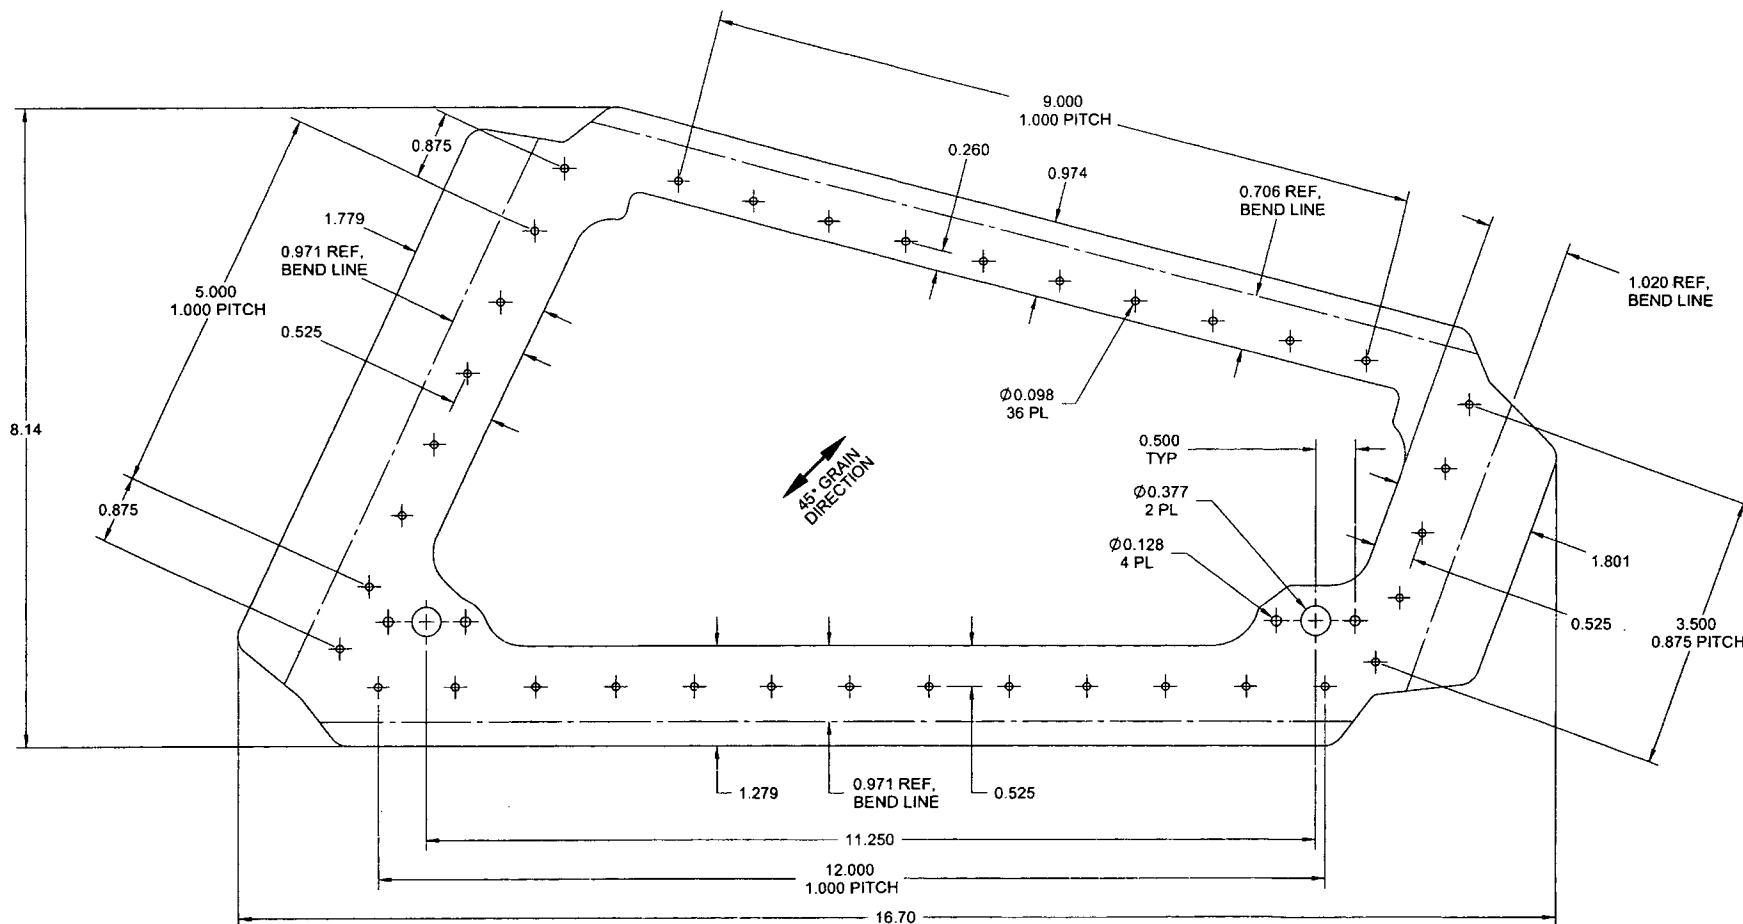 9.000
1.000 PITCH
0.875
0.260
0.974
0.706 REF,
BEND LINE
1.779
0.971 REF,
BEND LINE
1.020 REF,
BEND LINE
5.000
1.000 PITCH
0.525
8.14
Ø0.098
36 PL
0.500
TYP
45° GRAIN
DIRECTION
Ø0.377
2 PL
0.875
Ø0.128
4 PL
1.801
0.525
3.500
0.875 PITCH
1.279
0.971 REF,
BEND LINE
0.525
11.250
12.000
1.000 PITCH
16.70